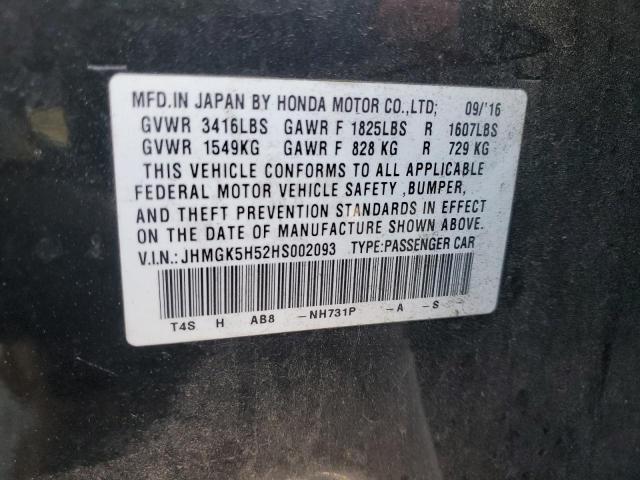 MFD.IN JAPAN BY HONDA MOTOR CO.,LTD; 09/'16
GVWR 3416LBS GAWR F 1825LBS R 1607LBS
GVWR 1549KG GAWR F 828 KG R 729 KG
THIS VEHICLE CONFORMS TO ALL APPLICABLE
FEDERAL MOTOR VEHICLE SAFETY ,BUMPER,
AND THEFT PREVENTION STANDARDS IN EFFECT
ON THE DATE OF MANUFACTURE SHOWN ABOVE.
V.I.N.: JHMGK5H52HS002093 TYPE:PASSENGER CAR
T4S H AB8 -NH731P -A -S-